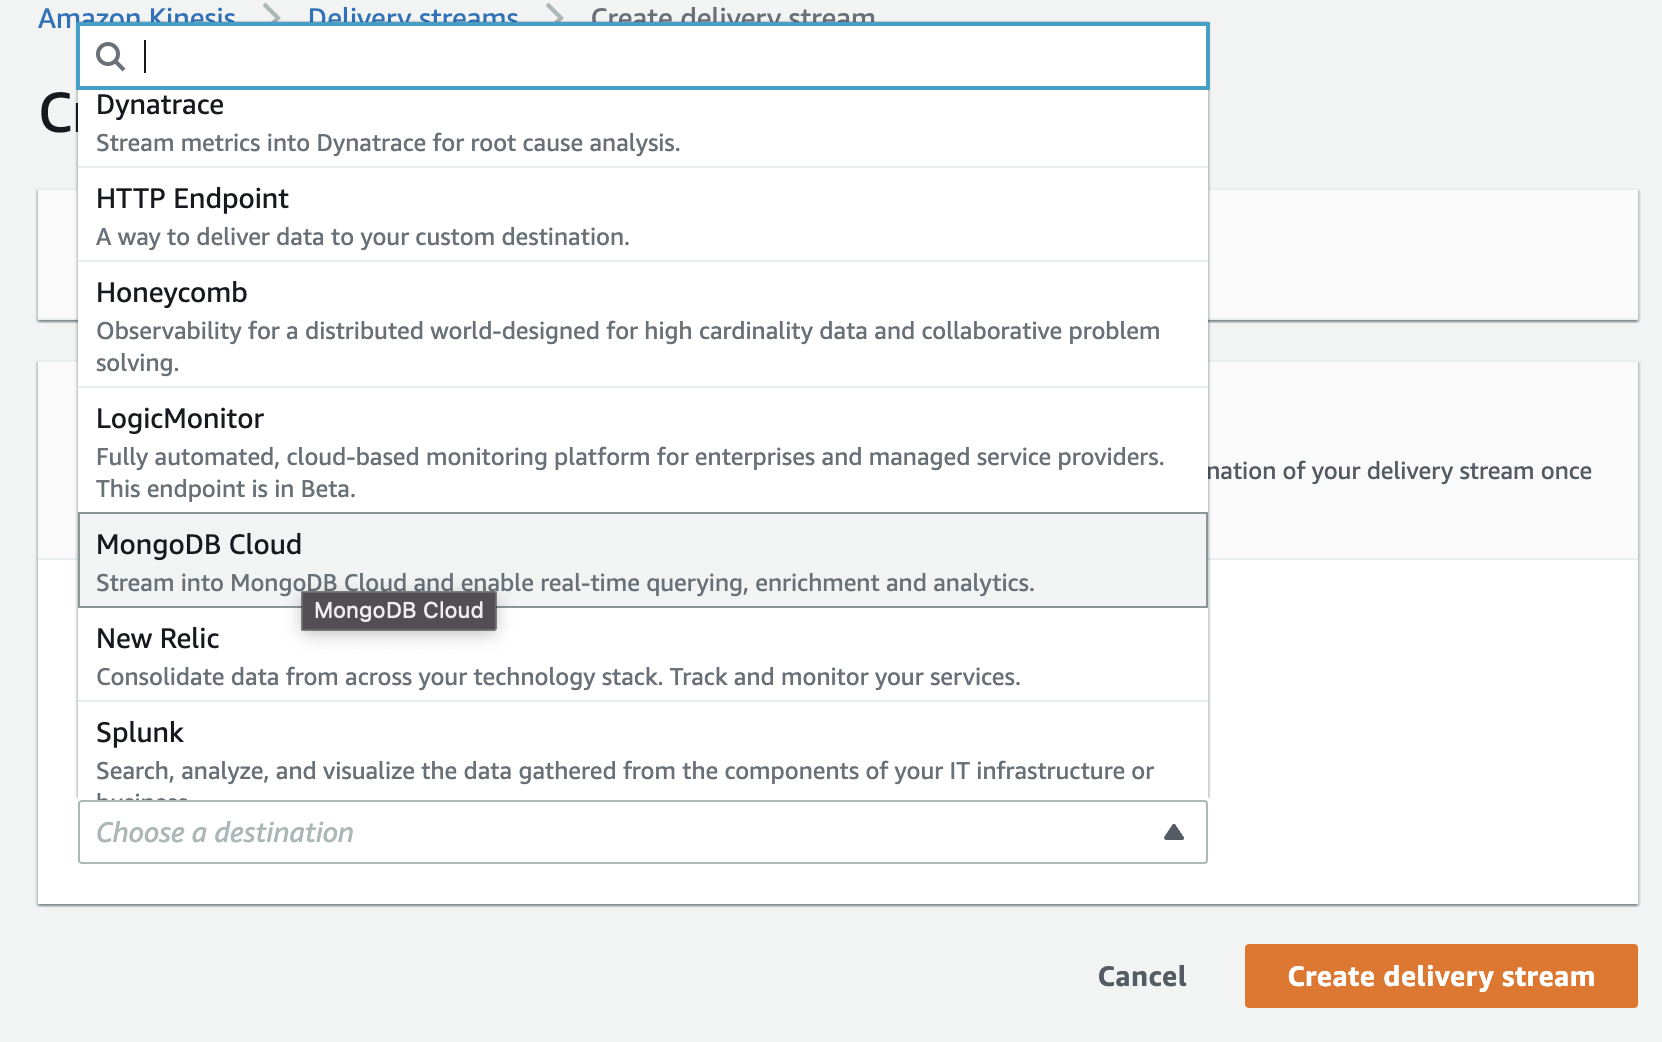 Amazon Kinesis > Delivery streams > Create delivery stream
Dynatrace
Stream metrics into Dynatrace for root cause analysis.
HTTP Endpoint
A way to deliver data to your custom destination.
Honeycomb
Observability for a distributed world-designed for high cardinality data and collaborative problem
solving.
LogicMonitor
Fully automated, cloud-based monitoring platform for enterprises and managed service providers.
This endpoint is in Beta.
nation of your delivery stream once
MongoDB Cloud
Stream into MongoDB Cloud and enable real-time querying, enrichment and analytics.
MongoDB Cloud
New Relic
Consolidate data from across your technology stack. Track and monitor your services.
Splunk
Search, analyze, and visualize the data gathered from the components of your IT infrastructure or
Choose a destination
Cancel
Create delivery stream